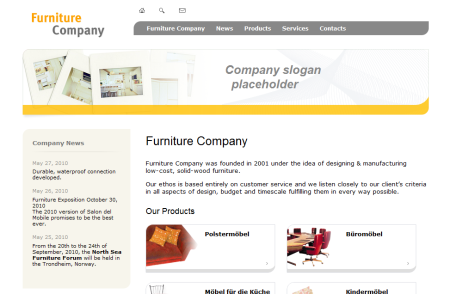 Furniture
Company
Furniture Company News Products Services Contacts
Company slogan
placeholder
Company News
May 27, 2010
Durable, waterproof connection
developed.
May 26, 2010
Furniture Exposition October 30,
2010
The 2010 version of Salon del
Mobile promises to be the best
ever.
May 25, 2010
From the 20th to the 24th of
September, 2010, the North Sea
Furniture Forum will be held
in the Trondheim, Norway.
Furniture Company
Furniture Company was founded in 2001 under the idea of designing & manufacturing
low-cost, solid-wood furniture.
Our ethos is based entirely on customer service and we listen closely to our client's criteria
in all aspects of design, budget and timescale fulfilling them in every way possible.
Our Products
Polstermöbel
Büromöbel
Möbel für die Küche
Kindermöbel